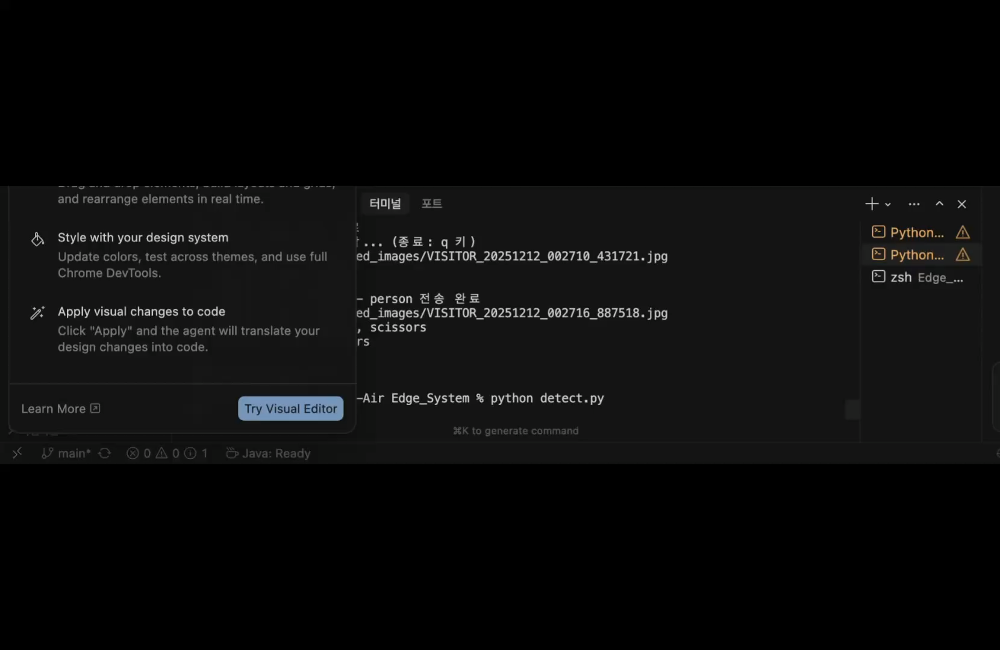 and rearrange elements in real time.
Style with your design system
Update colors, test across themes, and use full
Chrome DevTools.
Apply visual changes to code
Click "Apply" and the agent will translate your
design changes into code.
Learn More
Try Visual Editor
터미널
포트
... (종료: q 키)
ed_images/VISITOR_20251212_002710_431721.jpg
- person 전송 완료
ed_images/VISITOR_20251212_002716_887518.jpg
, scissors
rs
-Air Edge_System % python detect.py
⌘K to generate command
Python...
Python...
zsh Edge_...
main*
0
0
1
Java: Ready